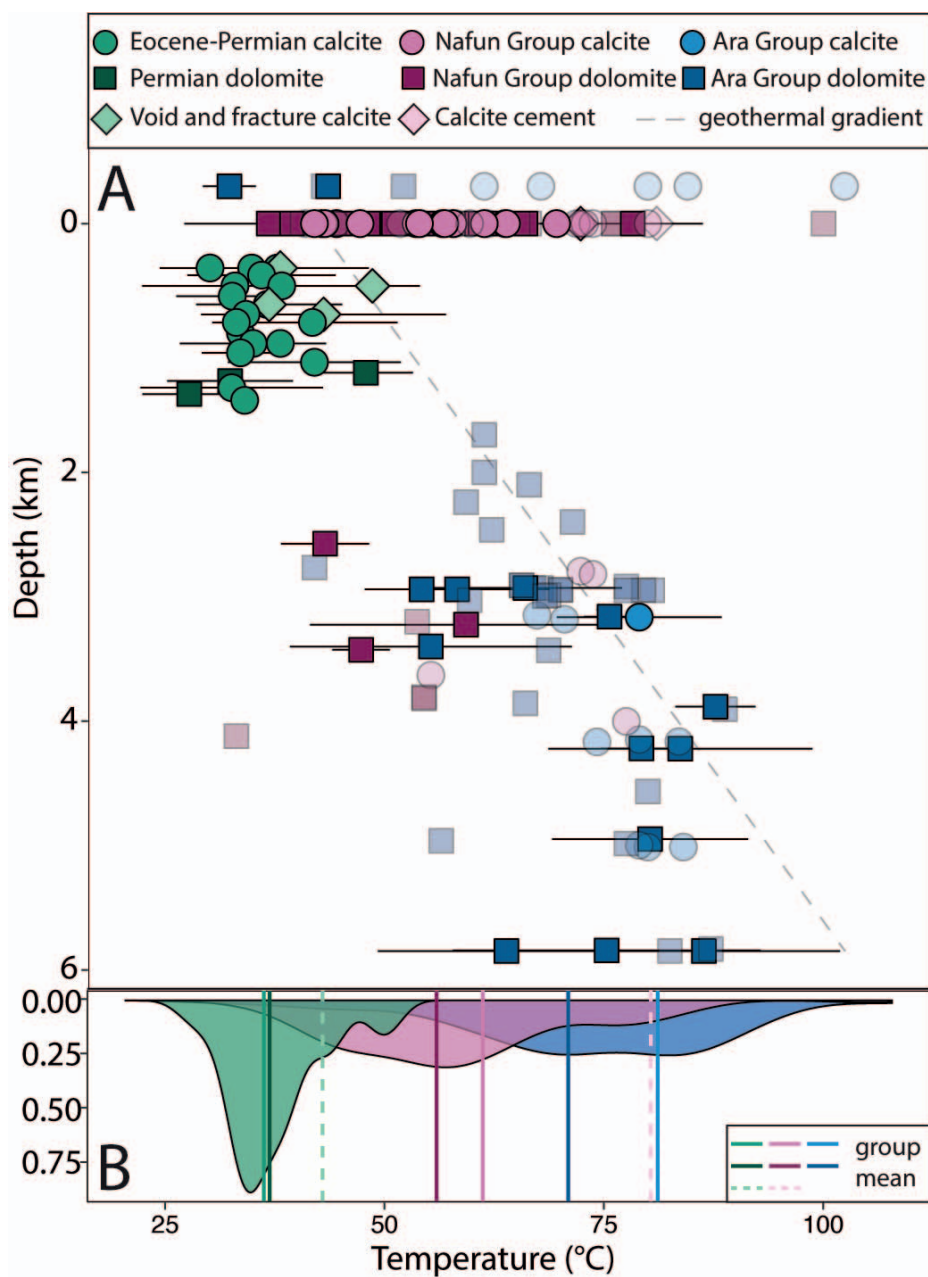 Eocene-Permian calcite Nafun Group calcite Ara Group calcite
Permian dolomite Nafun Group dolomite Ara Group dolomite
Void and fracture calcite Calcite cement geothermal gradient
A
0
2
4
6
Depth (km)
0.00
0.25
0.50
0.75
B
group
mean
25 50 75 100
Temperature (°C)